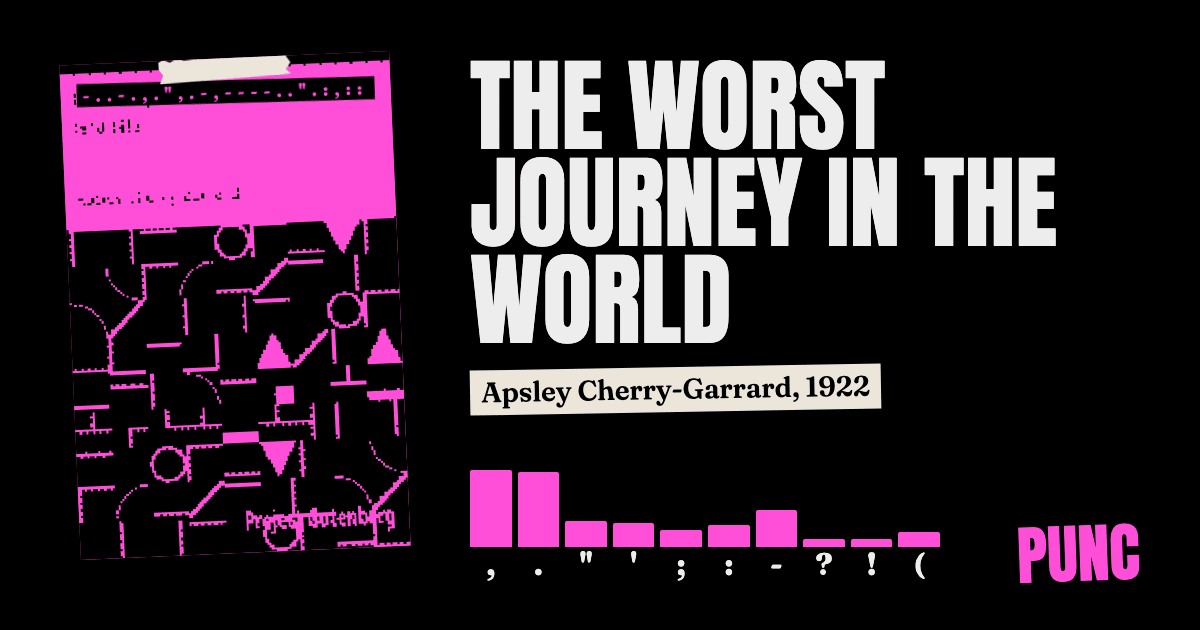 THE WORST
JOURNEY IN THE
WORLD
Apsley Cherry-Garrard, 1922
, . " ' ; : - ? ! (
Project Gutenberg
PUNC